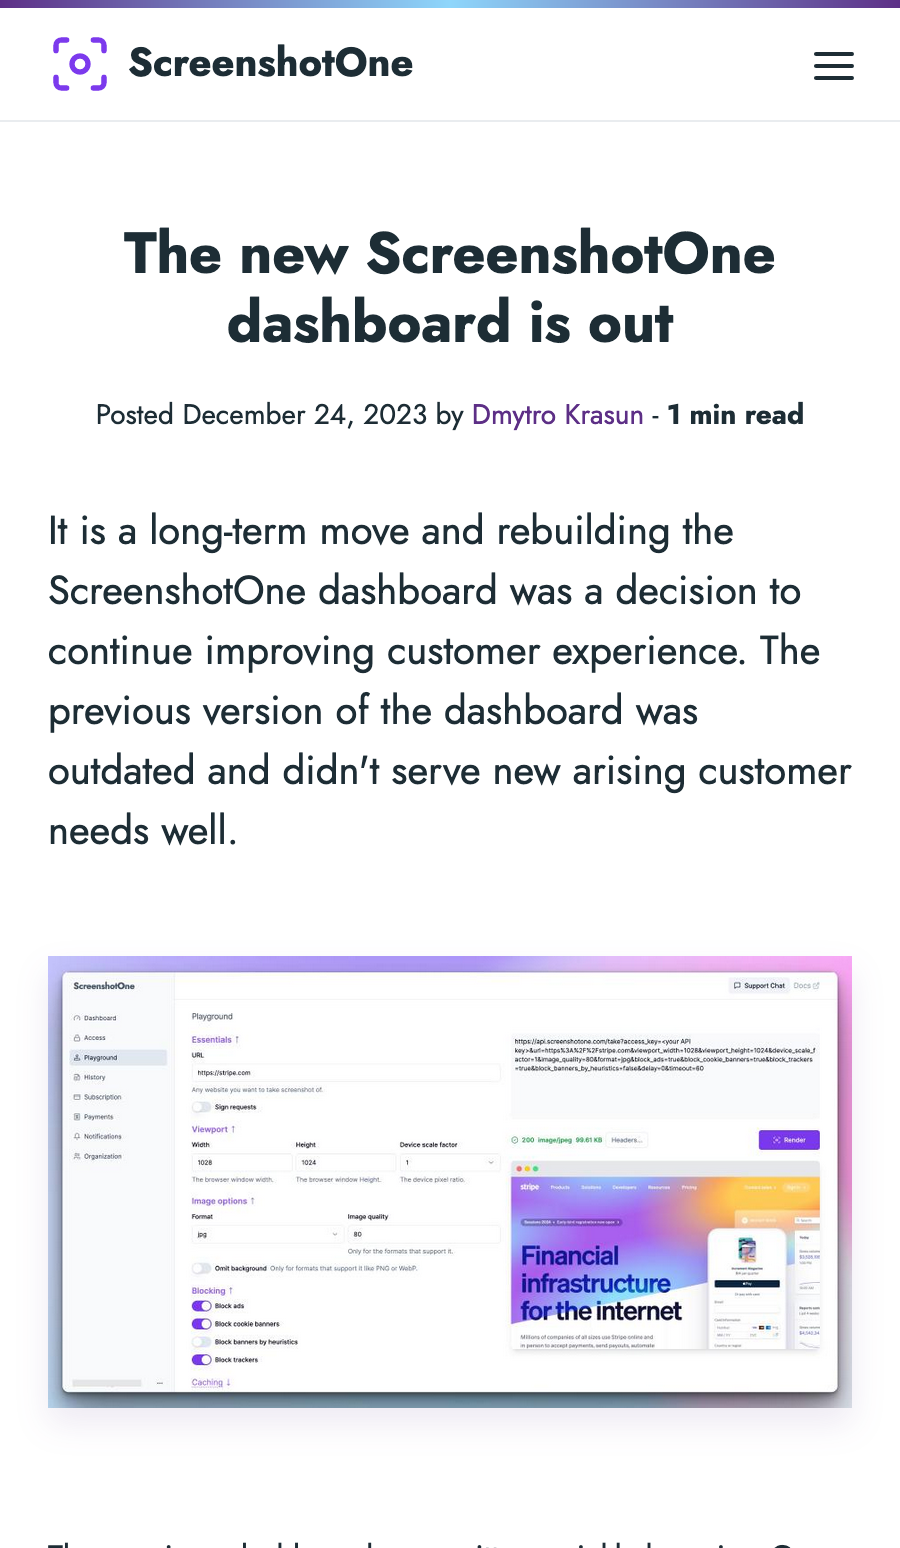 ScreenshotOne
The new ScreenshotOne
dashboard is out
Posted December 24, 2023 by Dmytro Krasun - 1 min read
It is a long-term move and rebuilding the
ScreenshotOne dashboard was a decision to
continue improving customer experience. The
previous version of the dashboard was
outdated and didn't serve new arising customer
needs well.
ScreenshotOne
Support Chat Docs
Dashboard
Access
Playground
History
Subscription
Payments
Notifications
Organization
Playground
Essentials ↑
URL
https://stripe.com
Any website you want to take screenshot of.
Sign requests
Viewport ↑
Width Height Device scale factor
1028 1024 1
The browser window width. The browser window Height. The device pixel ratio.
Image options ↑
Format Image quality
jpg 80
Only for the formats that support it.
Omit background Only for formats that support it like PNG or WebP.
Blocking ↑
Block ads
Block cookie banners
Block banners by heuristics
Block trackers
Caching ↓
https://api.screenshotone.com/take?access_key=<your API
key>&url=https%3A%2F%2Fstripe.com&viewport_width=1028&viewport_height=1024&device_scale_f
actor=1&image_quality=80&format=jpg&block_ads=true&block_cookie_banners=true&block_trackers
=true&block_banners_by_heuristics=false&delay=0&timeout=60
200 image/jpeg 99.61 KB Headers... Render
stripe Products Solutions Developers Resources Pricing
Financial
infrastructure
for the internet
Millions of companies of all sizes use Stripe online and
in person to accept payments, send payouts, automate